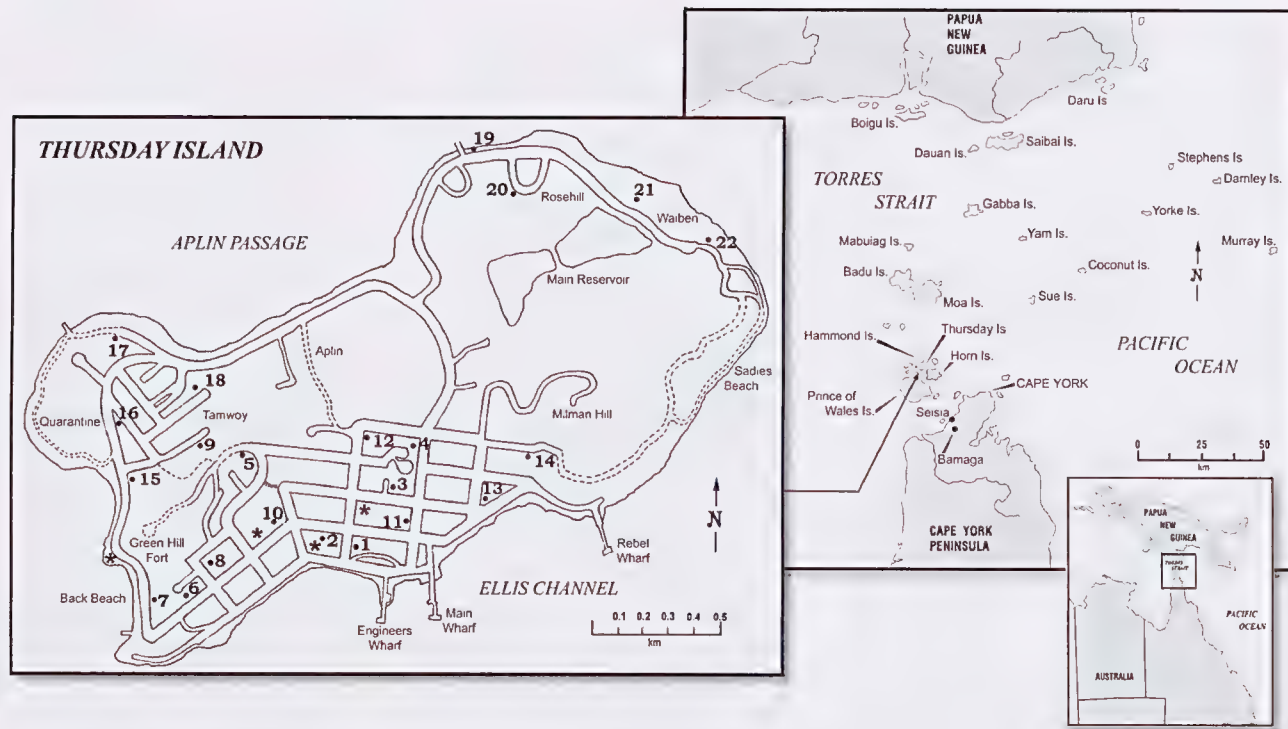 THURSDAY ISLAND
19
20
Rosehill
21
Waiben
22
APLIN PASSAGE
Main Reservoir
17
Aplin
18
Sadies
Beach
16
Quarantine
Tamwoy
Milman Hill
9
12
4
5
14
15
3
13
10
*
11
*
N
Green Hill
Fort
*
2
1
*
8
Rebel
Wharf
Back Beach
7
6
ELLIS CHANNEL
Main
Wharf
Engineers
Wharf
0 0.1 0.2 0.3 0.4 0.5
km
PAPUA
NEW
GUINEA
Daru Is
Boigu Is.
Saibai Is.
Dauan Is.
Stephens Is
TORRES
STRAIT
Darnley Is.
Gabba Is.
Yorke Is.
Yam Is.
Mabuiag Is.
Murray Is.
Badu Is.
Coconut Is.
N
Moa Is.
Sue Is.
Hammond Is.
Thursday Is
PACIFIC
OCEAN
Horn Is.
CAPE YORK
Prince of
Wales Is.
Seisia
Bamaga
0 25 50
km
CAPE YORK
PENINSULA
PAPUA
NEW
GUINEA
PACIFIC
OCEAN
AUSTRALIA